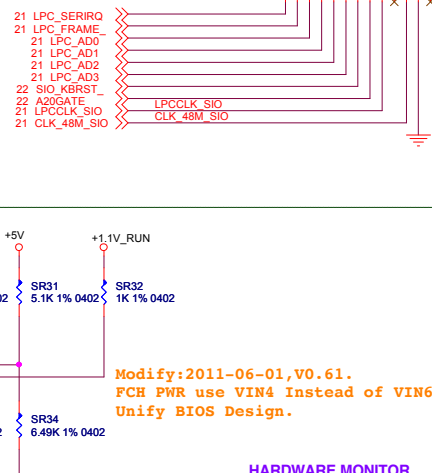 21 LPC_SERIRQ
21 LPC_FRAME_
21 LPC_AD0
21 LPC_AD1
21 LPC_AD2
21 LPC_AD3
22 SIO_KBRST_
22 A20GATE
21 LPCCLK_SIO
21 CLK_48M_SIO
LPCCLK_SIO
CLK_48M_SIO
+5V
+1.1V_RUN
SR31
5.1K 1% 0402
SR32
1K 1% 0402
Modify:2011-06-01,V0.61.
FCH PWR use VIN4 Instead of VIN6
Unify BIOS Design.
SR34
6.49K 1% 0402
HARDWARE MONITOR